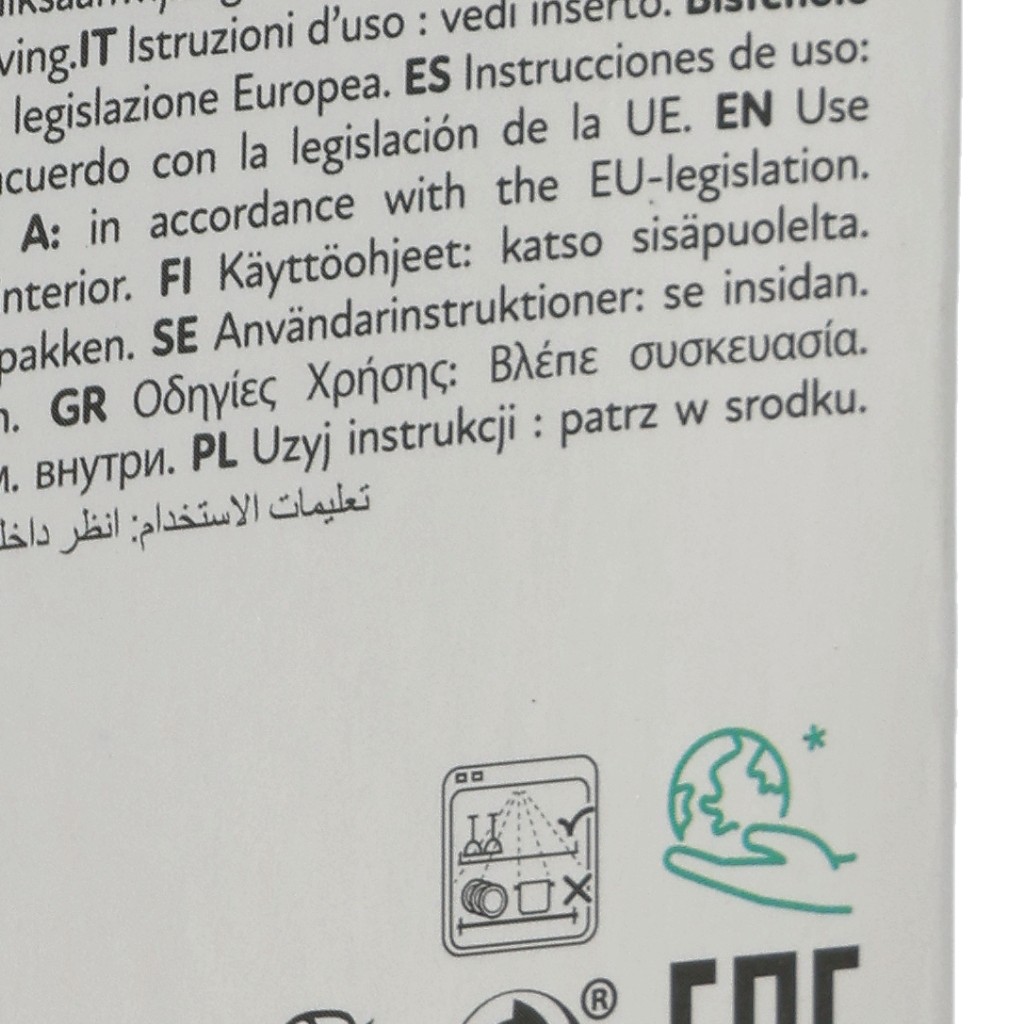 ving.IT Istruzioni d'uso : vedi inserto.
legislazione Europea. ES Instrucciones de uso:
acuerdo con la legislación de la UE. EN Use
A: in accordance with the EU-legislation.
nterior. FI Käyttöohjeet: katso sisäpuolelta.
pakken. SE Användarinstruktioner: se insidan.
GR Οδηγίες Χρήσης: Βλέπε συσκευασία.
внутри. PL Uzyj instrukcji : patrz w srodku.
تعليمات الاستخدام: انظر داخل
*
®
EAC